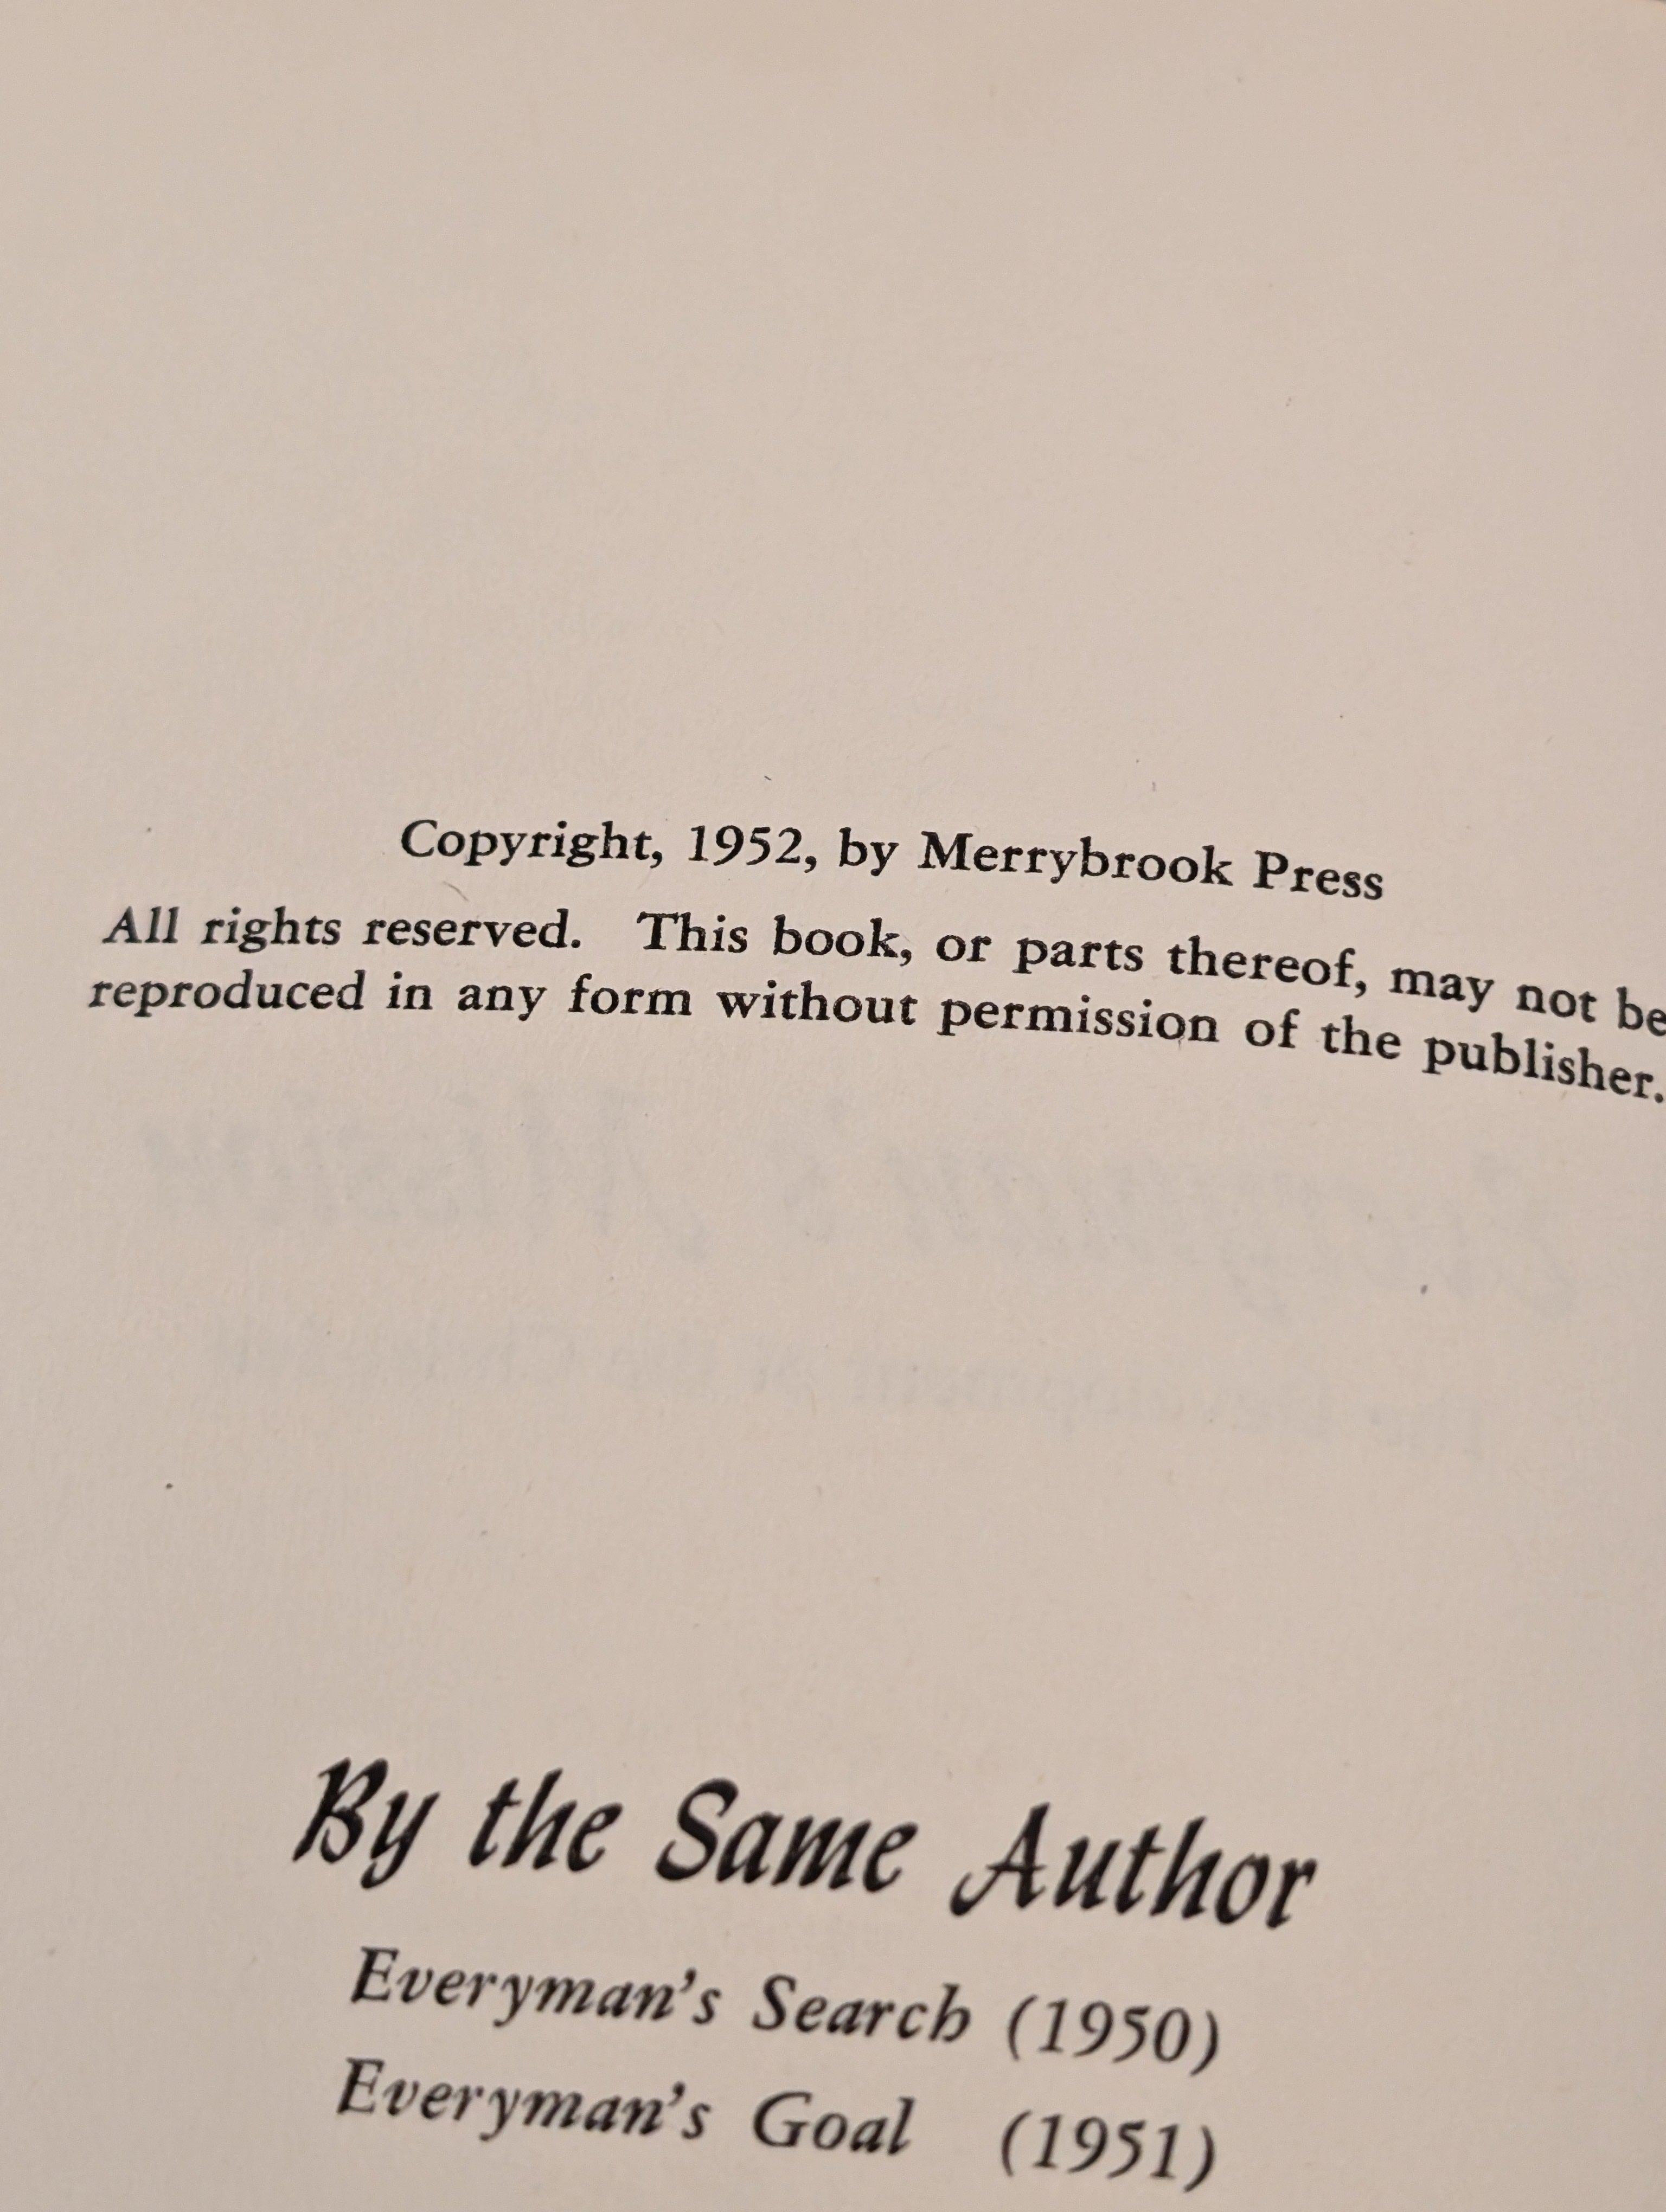 Copyright, 1952, by Merrybrook Press
All rights reserved. This book, or parts thereof, may not be
reproduced in any form without permission of the publisher.
By the Same Author
Everyman's Search (1950)
Everyman's Goal (1951)